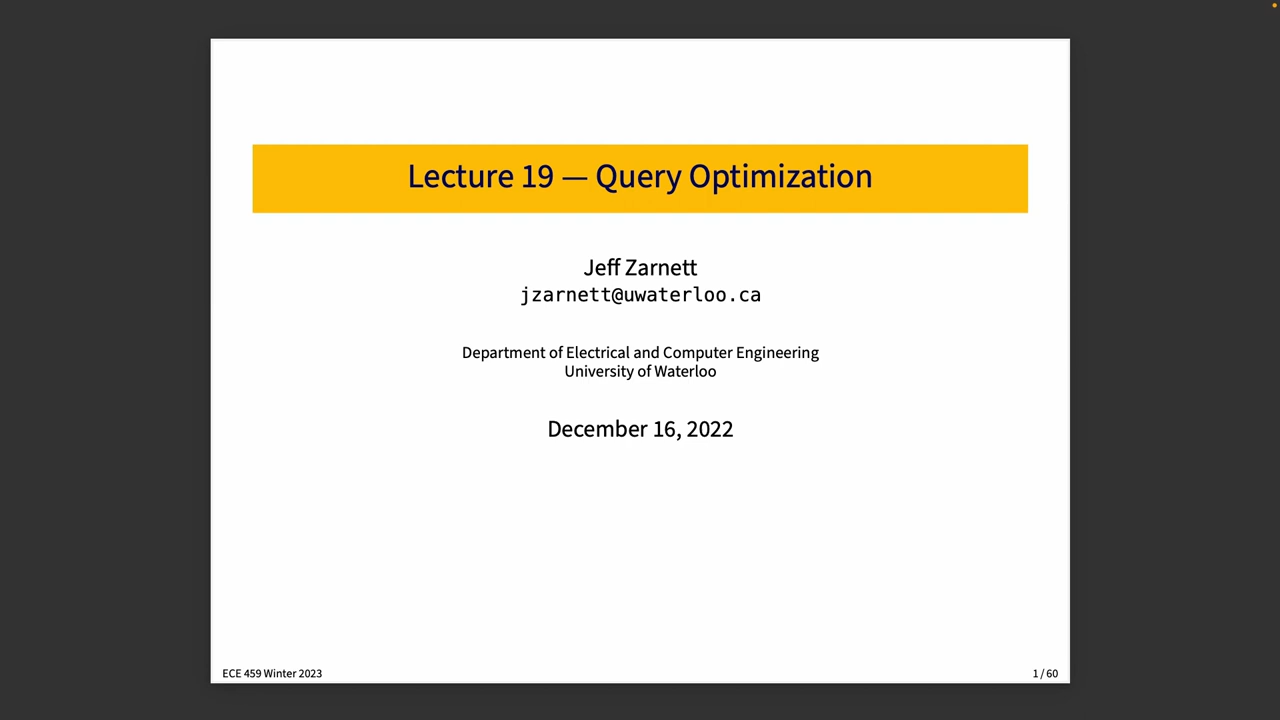 Lecture 19 — Query Optimization
Jeff Zarnett
jzarnett@uwaterloo.ca
Department of Electrical and Computer Engineering
University of Waterloo
December 16, 2022
ECE 459 Winter 2023
1 / 60